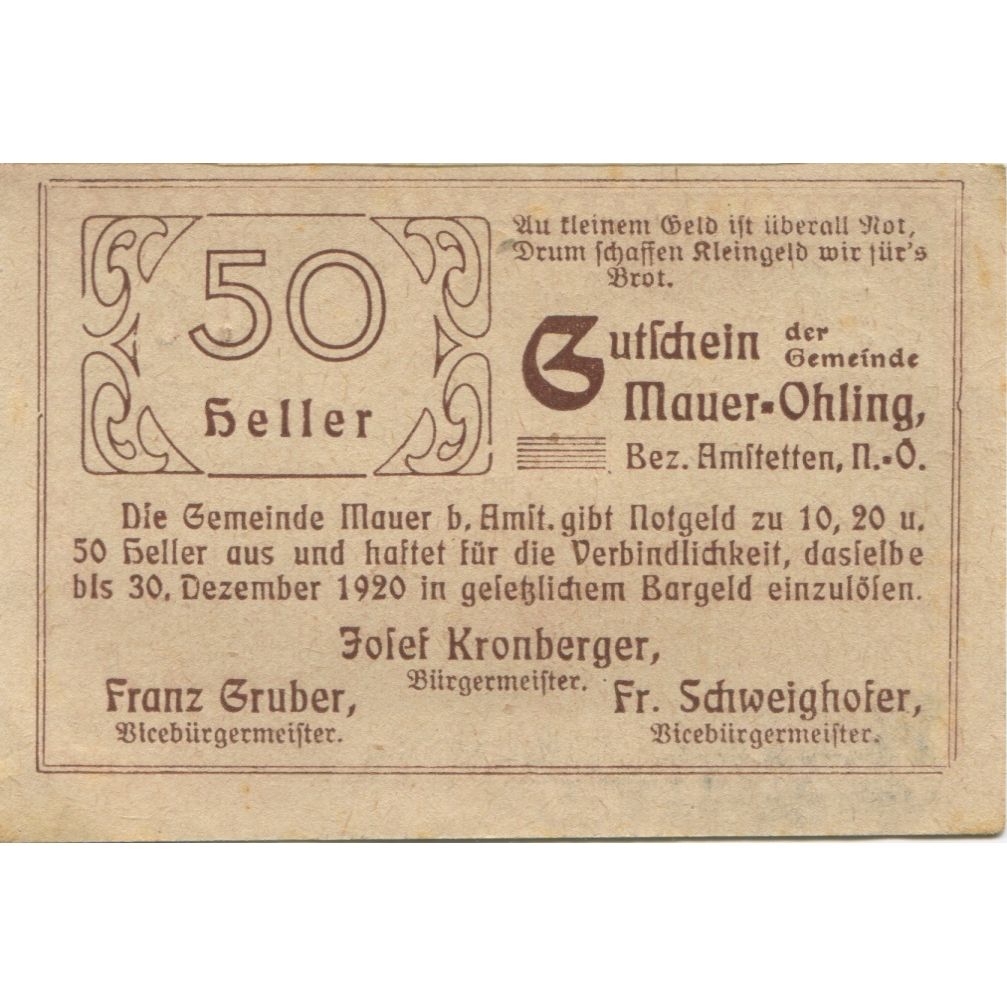 50
Heller
Au kleinem Geld ist überall Not,
Drum schaffen Kleingeld wir für's
Brot.
Gutschein der
Gemeinde
Mauer-Ohling,
Bez. Amstetten, N.-Ö.
Die Gemeinde Mauer b. Amst. gibt Notgeld zu 10, 20 u.
50 Heller aus und haftet für die Verbindlichkeit, dasselbe
bis 30. Dezember 1920 in gesetzlichem Bargeld einzulösen.
Josef Kronberger,
Bürgermeister.
Franz Gruber,
Vicebürgermeister.
Fr. Schweighofer,
Vicebürgermeister.